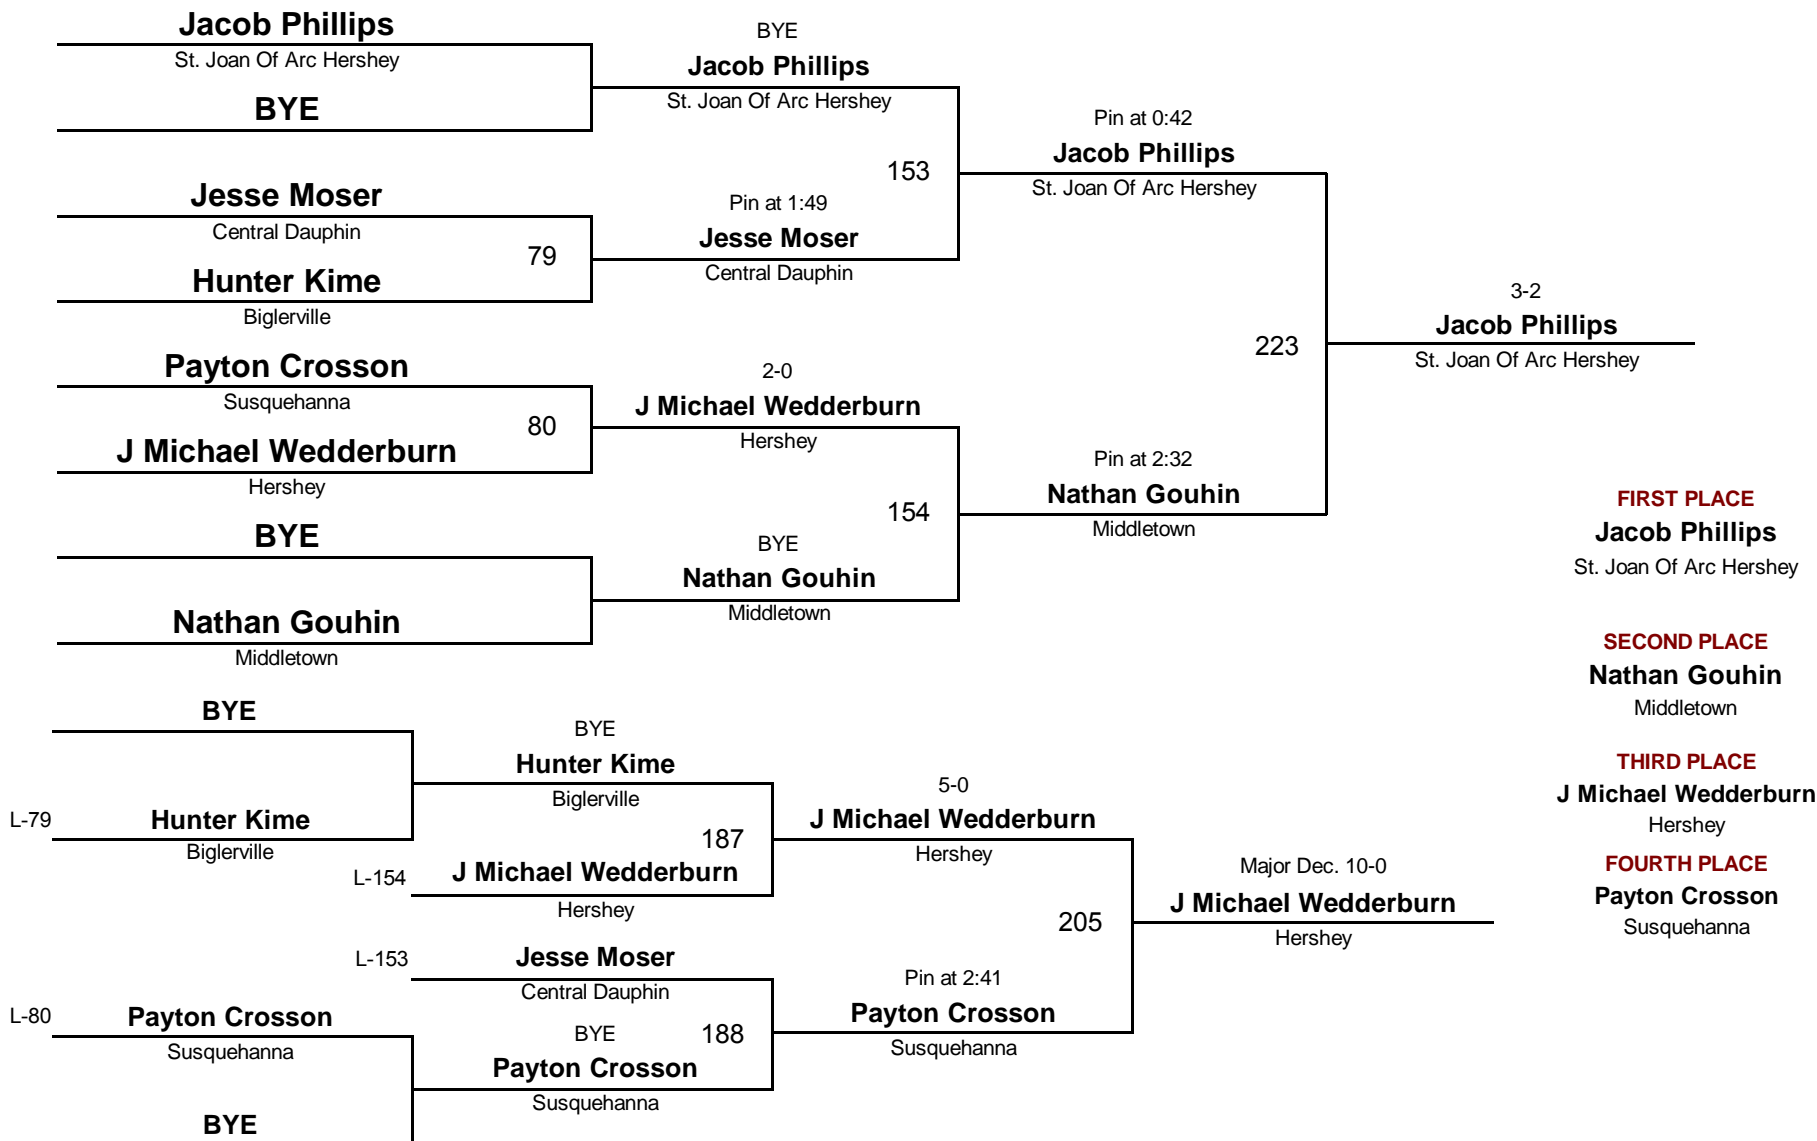 Jacob Phillips
St. Joan Of Arc Hershey
BYE
Jesse Moser
Central Dauphin
79
Hunter Kime
Biglerville
Payton Crosson
Susquehanna
80
J Michael Wedderburn
Hershey
BYE
Nathan Gouhin
Middletown
BYE
Jacob Phillips
St. Joan Of Arc Hershey
153
Pin at 1:49
Jesse Moser
Central Dauphin
2-0
J Michael Wedderburn
Hershey
154
BYE
Nathan Gouhin
Middletown
Pin at 0:42
Jacob Phillips
St. Joan Of Arc Hershey
223
Pin at 2:32
Nathan Gouhin
Middletown
3-2
Jacob Phillips
St. Joan Of Arc Hershey
BYE
L-79
Hunter Kime
Biglerville
L-80
Payton Crosson
Susquehanna
BYE
BYE
Hunter Kime
Biglerville
187
L-154
J Michael Wedderburn
Hershey
L-153
Jesse Moser
Central Dauphin
188
BYE
Payton Crosson
Susquehanna
5-0
J Michael Wedderburn
Hershey
205
Pin at 2:41
Payton Crosson
Susquehanna
Major Dec. 10-0
J Michael Wedderburn
Hershey
FIRST PLACE
Jacob Phillips
St. Joan Of Arc Hershey
SECOND PLACE
Nathan Gouhin
Middletown
THIRD PLACE
J Michael Wedderburn
Hershey
FOURTH PLACE
Payton Crosson
Susquehanna